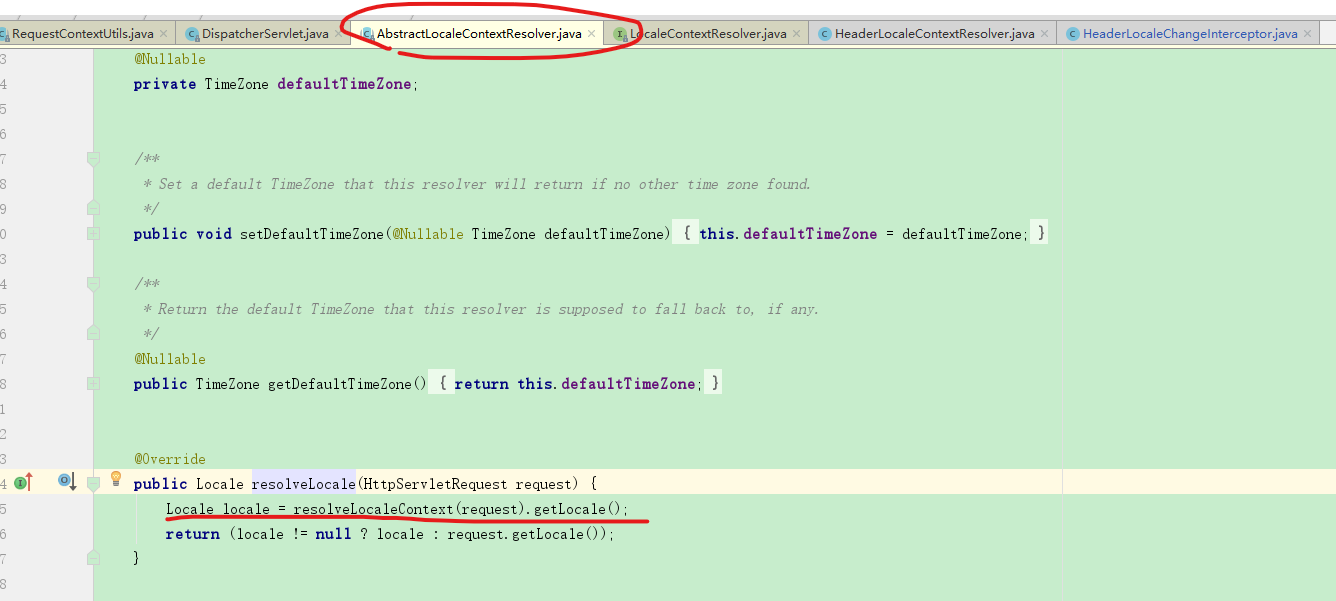 RequestContextUtils.java DispatcherServlet.java AbstractLocaleContextResolver.java LocaleContextResolver.java HeaderLocaleContextResolver.java HeaderLocaleChangeInterceptor.java
3 @Nullable
4 private TimeZone defaultTimeZone;
5
6
7 /**
8 * Set a default TimeZone that this resolver will return if no other time zone found.
9 */
0 public void setDefaultTimeZone(@Nullable TimeZone defaultTimeZone) { this.defaultTimeZone = defaultTimeZone; }
3
4 /**
5 * Return the default TimeZone that this resolver is supposed to fall back to, if any.
6 */
7 @Nullable
8 public TimeZone getDefaultTimeZone() { return this.defaultTimeZone; }
1
2
3 @Override
4 public Locale resolveLocale(HttpServletRequest request) {
5 Locale locale = resolveLocaleContext(request).getLocale();
6 return (locale != null ? locale : request.getLocale());
7 }
8